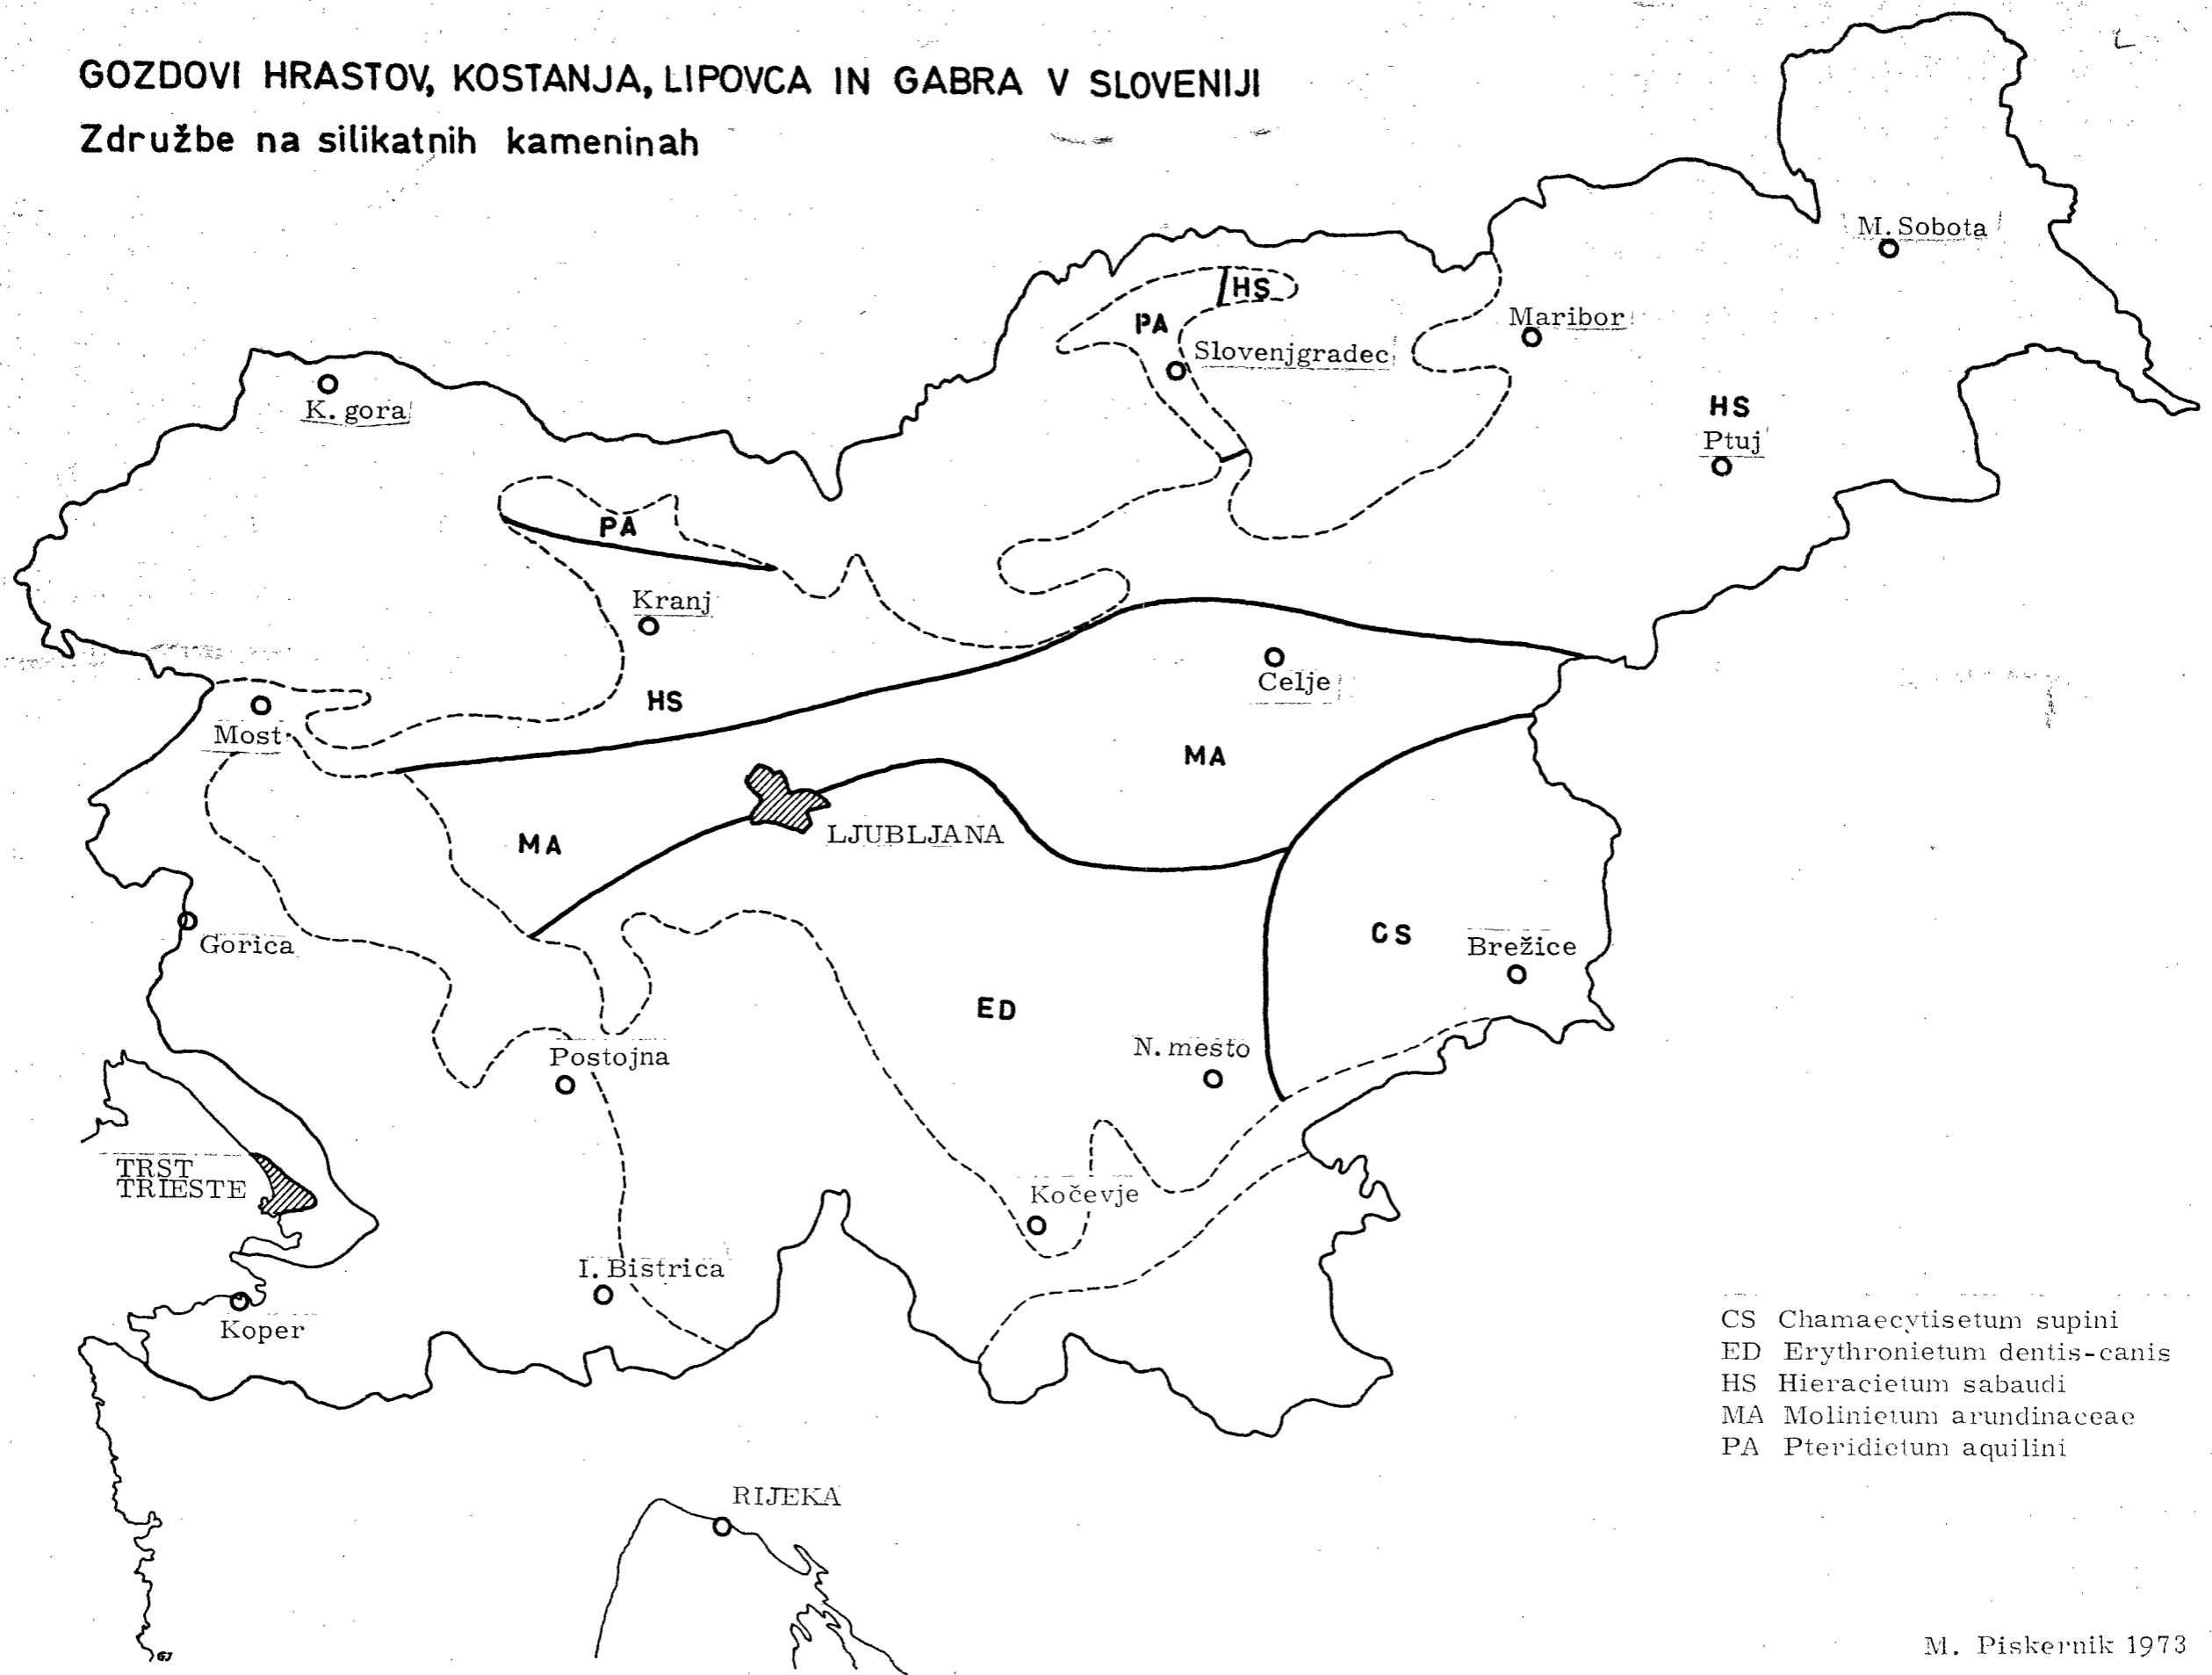 GOZDOVI HRASTOV, KOSTANJA, LIPOVCA IN GABRA V SLOVENIJI
Združbe na silikatnih kameninah
M. Sobota
HS
PA
Maribor
Slovenjgradec
K. gora
HS
Ptuj
PA
Kranj
Celje
HS
Most
MA
LJUBLJANA
MA
CS
Gorica
Brežice
ED
N. mesto
Postojna
TRST
TRIESTE
Kočevje
I. Bistrica
Koper
CS Chamaecytisetum supini
ED Erythronietum dentis-canis
HS Hieracietum sabaudi
MA Molinietum arundinaceae
PA Pteridietum aquilini
RIJEKA
M. Piskernik 1973
GJ